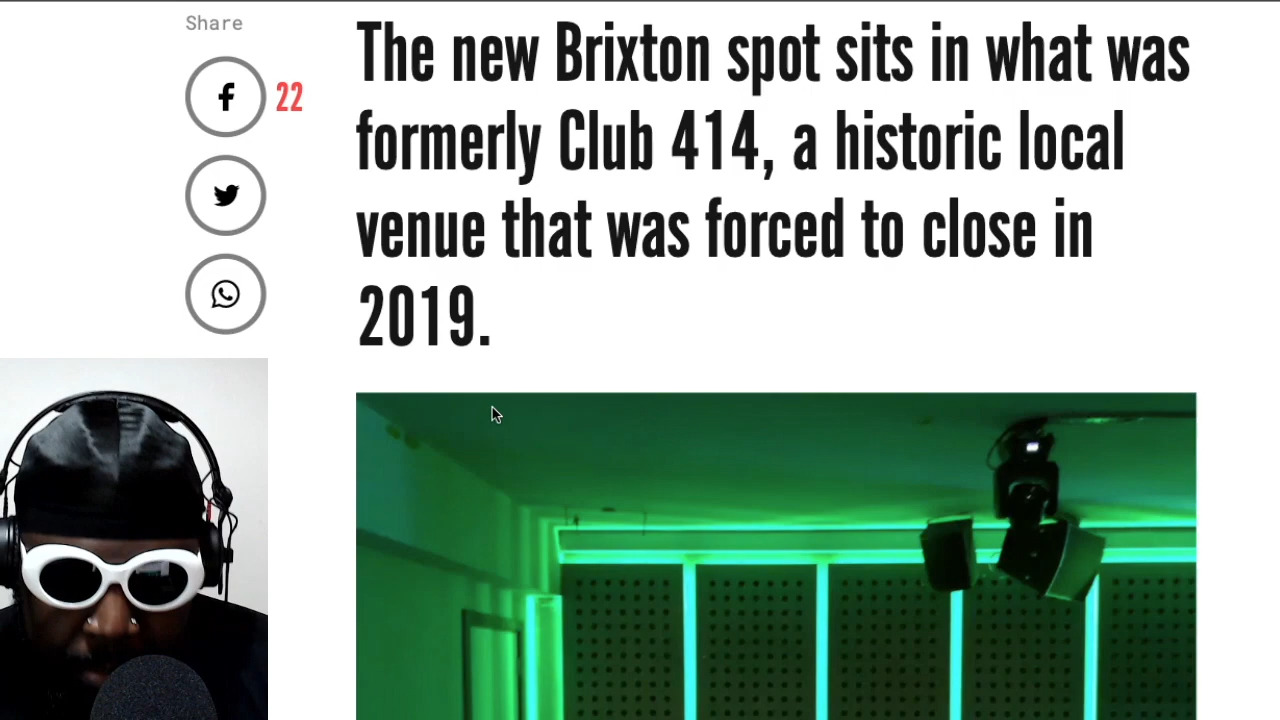 Share
22
The new Brixton spot sits in what was
formerly Club 414, a historic local
venue that was forced to close in
2019.